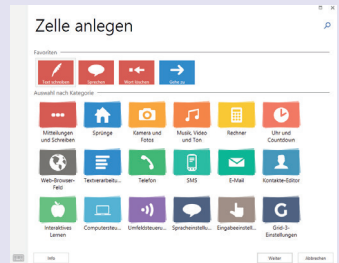 Zelle anlegen
Favoriten
Text schreiben
Sprechen
Wort löschen
Gehe zu
Auswahl nach Kategorie
Mitteilungen und Schreiben
Sprünge
Kamera und Fotos
Musik, Video und Ton
Rechner
Uhr und Countdown
Web-Browser-Feld
Textverarbeitu...
Telefon
SMS
E-Mail
Kontakte-Editor
Interaktives Lernen
Computersteu...
Umfeldsteueru...
Spracheinstellu...
Eingabeeinstell...
G
Grid-3-Einstellungen
Info
Weiter
Abbrechen